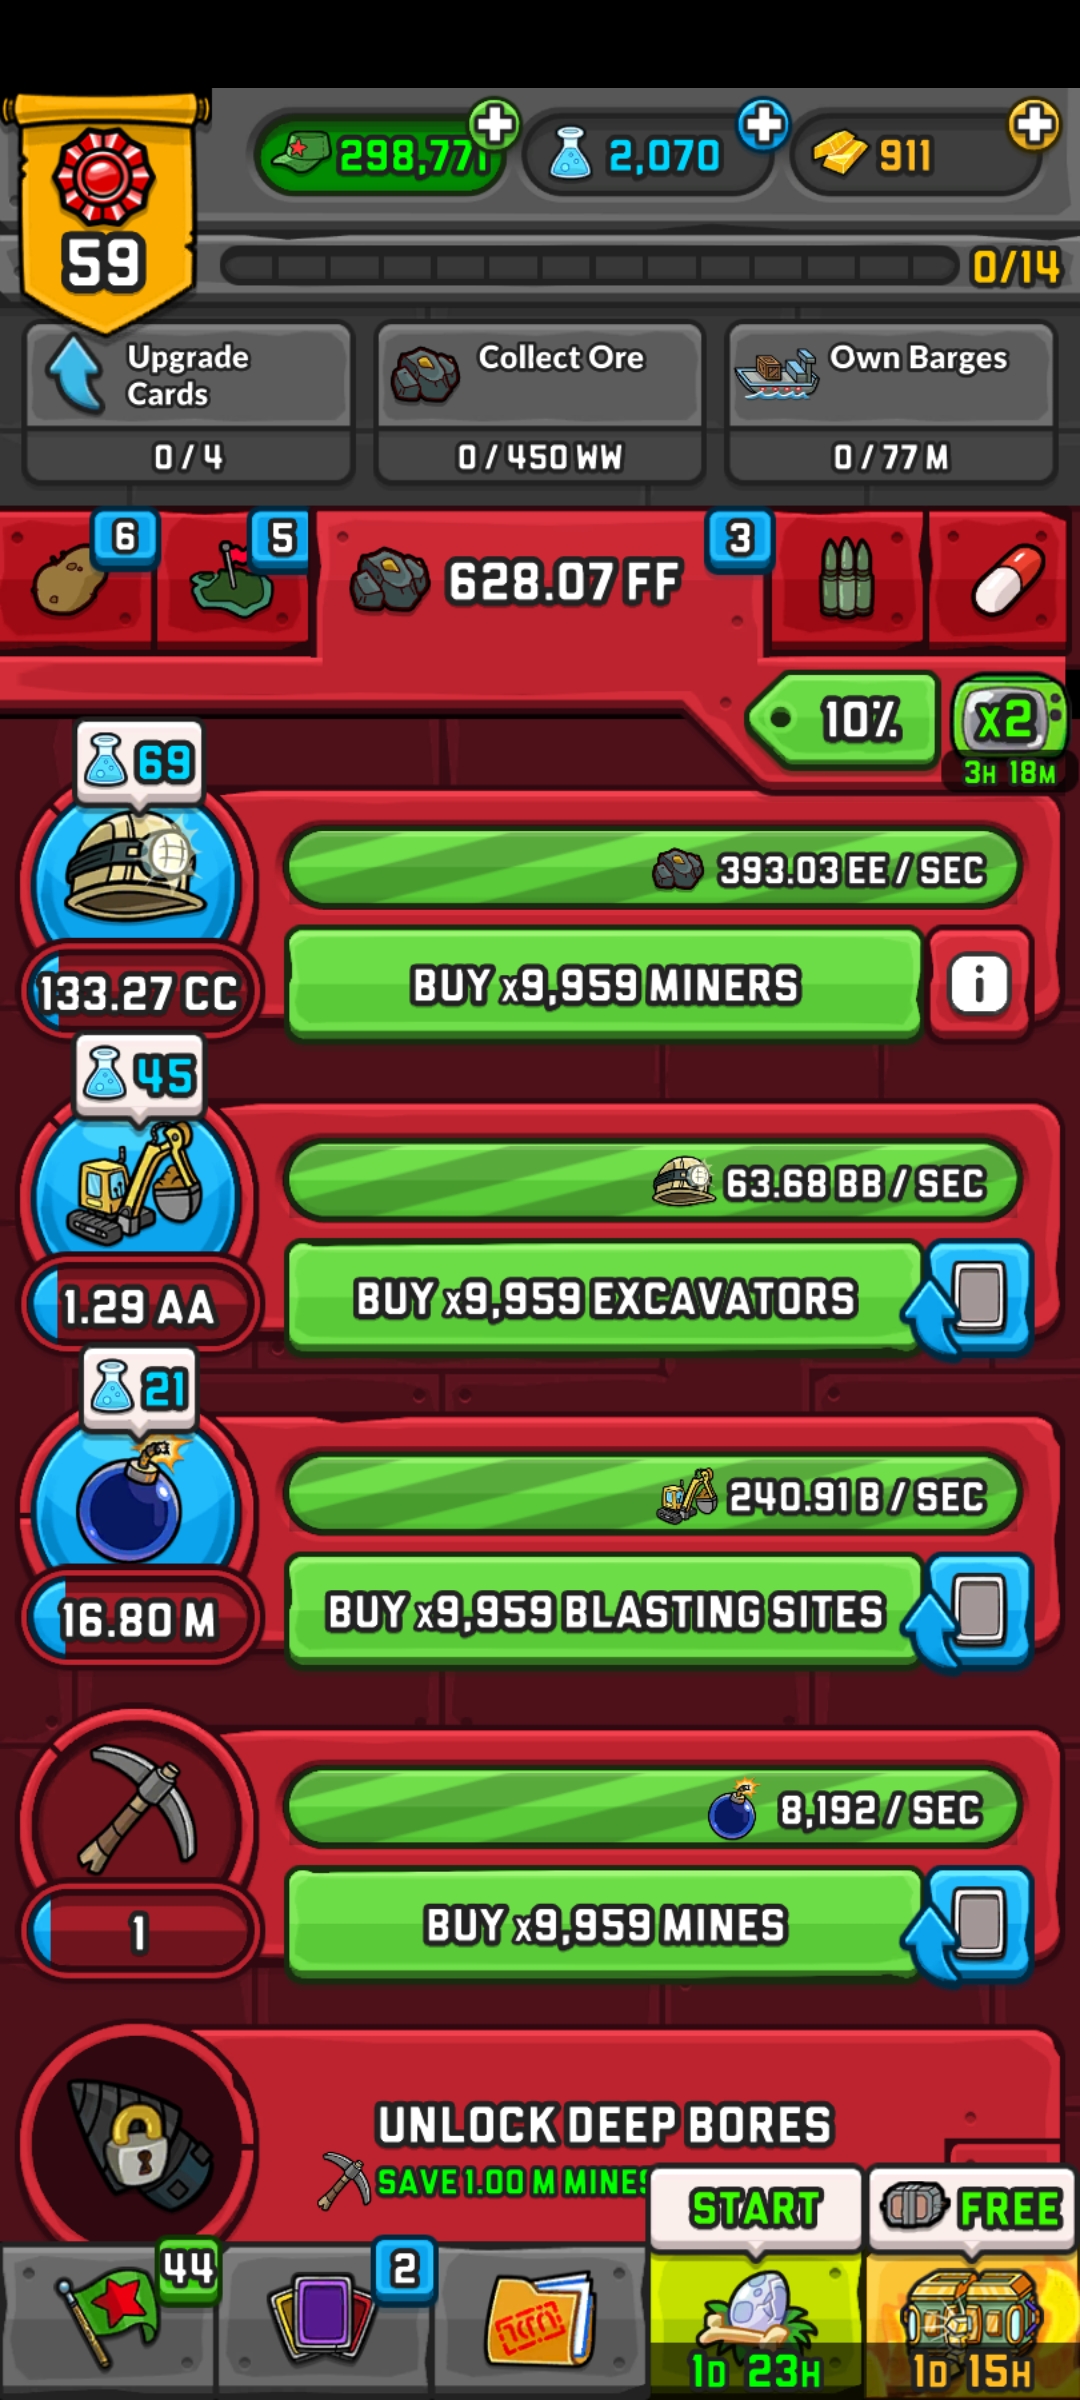 298,771
2,070
911
59
0/14
Upgrade
Cards
0 / 4
Collect Ore
0 / 450 WW
Own Barges
0 / 77 M
6
5
628.07 FF
3
10%
x2
3H 18M
69
393.03 EE / SEC
133.27 CC
BUY x9,959 MINERS
i
45
63.68 BB / SEC
1.29 AA
BUY x9,959 EXCAVATORS
21
240.91 B / SEC
16.80 M
BUY x9,959 BLASTING SITES
8,192 / SEC
1
BUY x9,959 MINES
UNLOCK DEEP BORES
SAVE 1.00 M MINES
START
FREE
44
2
1D 23H
1D 15H